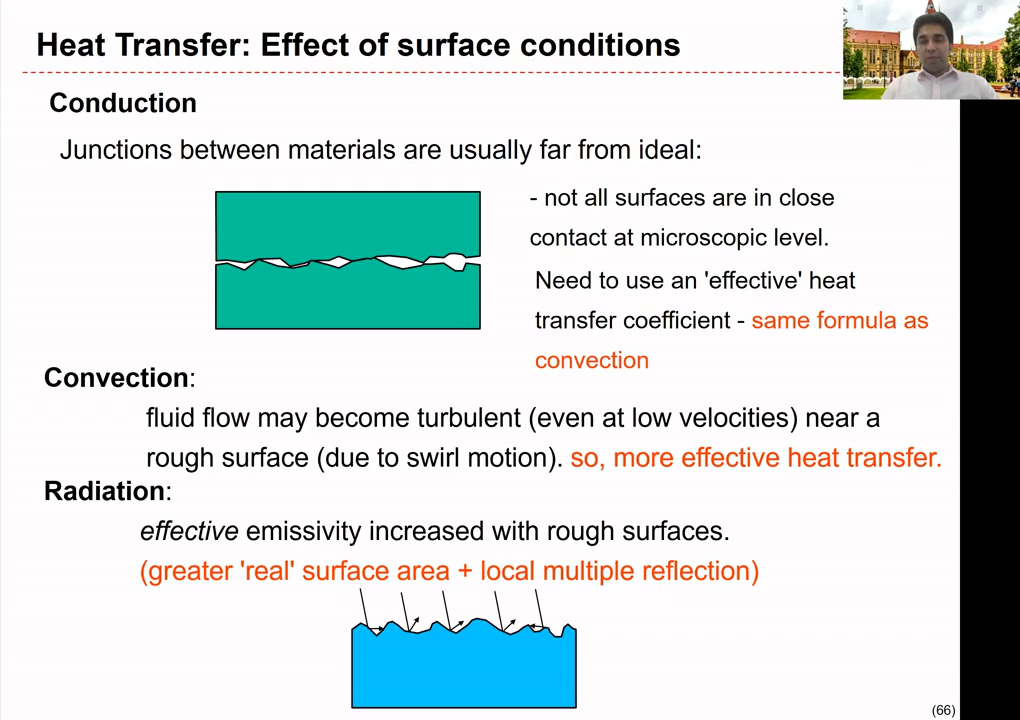 Heat Transfer: Effect of surface conditions
Conduction
Junctions between materials are usually far from ideal:
- not all surfaces are in close
contact at microscopic level.
Need to use an 'effective' heat
transfer coefficient - same formula as
convection
Convection:
fluid flow may become turbulent (even at low velocities) near a
rough surface (due to swirl motion). so, more effective heat transfer.
Radiation:
effective emissivity increased with rough surfaces.
(greater 'real' surface area + local multiple reflection)
(66)